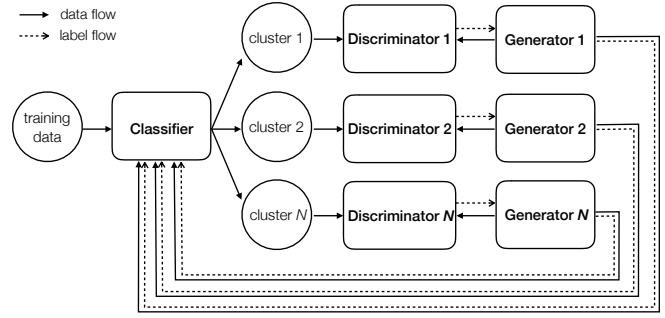 data flow
label flow
training
data
Classifier
cluster 1
Discriminator 1
Generator 1
cluster 2
Discriminator 2
Generator 2
cluster N
Discriminator N
Generator N